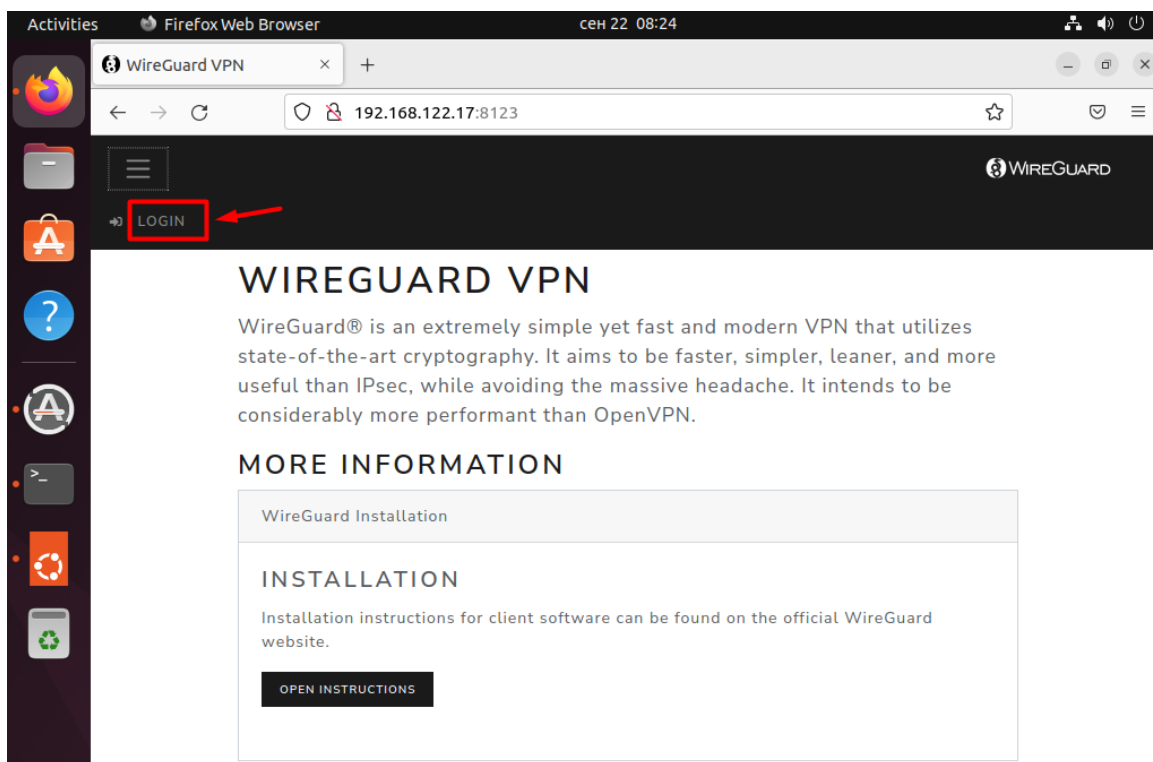 Activities Firefox Web Browser сен 22 08:24
WireGuard VPN
192.168.122.17:8123
WIREGUARD
LOGIN
WIREGUARD VPN
WireGuard® is an extremely simple yet fast and modern VPN that utilizes
state-of-the-art cryptography. It aims to be faster, simpler, leaner, and more
useful than IPsec, while avoiding the massive headache. It intends to be
considerably more performant than OpenVPN.
MORE INFORMATION
WireGuard Installation
INSTALLATION
Installation instructions for client software can be found on the official WireGuard
website.
OPEN INSTRUCTIONS